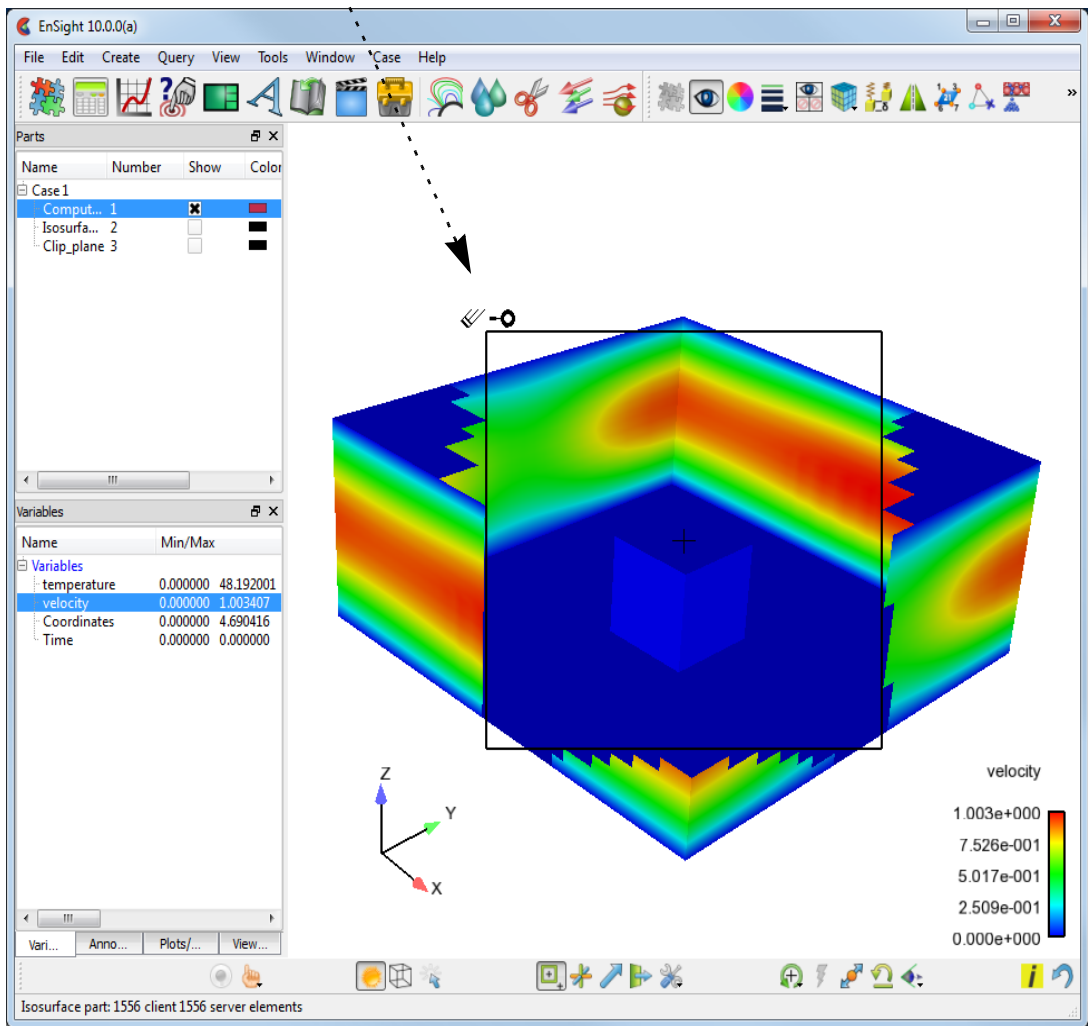 EnSight 10.0.0(a)
File Edit Create Query View Tools Window Case Help
»
Parts
Name Number Show Color
Case 1
Comput... 1
Isosurfa... 2
Clip_plane 3
Variables
Name Min/Max
Variables
temperature 0.000000 48.192001
velocity 0.000000 1.003407
Coordinates 0.000000 4.690416
Time 0.000000 0.000000
Z
Y
X
velocity
1.003e+000
7.526e-001
5.017e-001
2.509e-001
0.000e+000
Vari... Anno... Plots/... View...
Isosurface part: 1556 client 1556 server elements